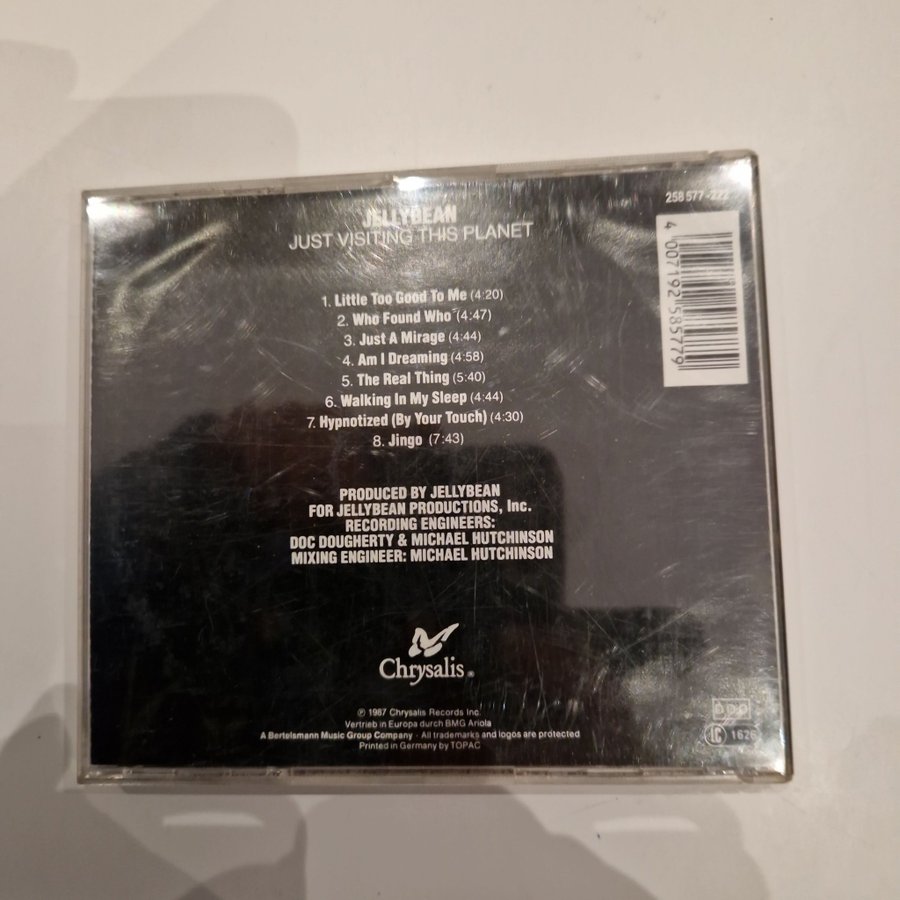 258 577-222
JELLYBEAN
JUST VISITING THIS PLANET
4 007192 585779
1. Little Too Good To Me (4:20)
2. Who Found Who (4:47)
3. Just A Mirage (4:44)
4. Am I Dreaming (4:58)
5. The Real Thing (5:40)
6. Walking In My Sleep (4:44)
7. Hypnotized (By Your Touch) (4:30)
8. Jingo (7:43)
PRODUCED BY JELLYBEAN
FOR JELLYBEAN PRODUCTIONS, Inc.
RECORDING ENGINEERS:
DOC DOUGHERTY & MICHAEL HUTCHINSON
MIXING ENGINEER: MICHAEL HUTCHINSON
Chrysalis®
℗ 1987 Chrysalis Records Inc.
Vertrieb in Europa durch BMG Ariola
A Bertelsmann Music Group Company · All trademarks and logos are protected
Printed in Germany by TOPAC
LC 1626